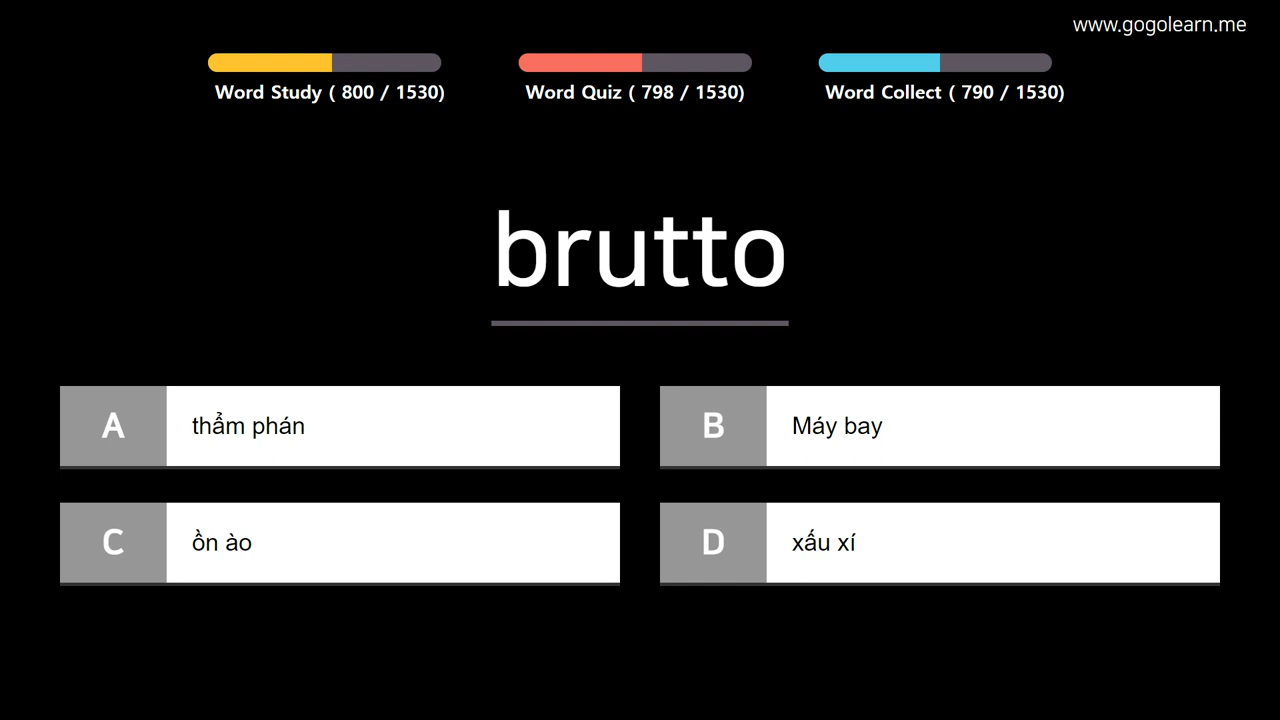 www.gogolearn.me
Word Study ( 800 / 1530)
Word Quiz ( 798 / 1530)
Word Collect ( 790 / 1530)
brutto
A thẩm phán
B Máy bay
C ồn ào
D xấu xí